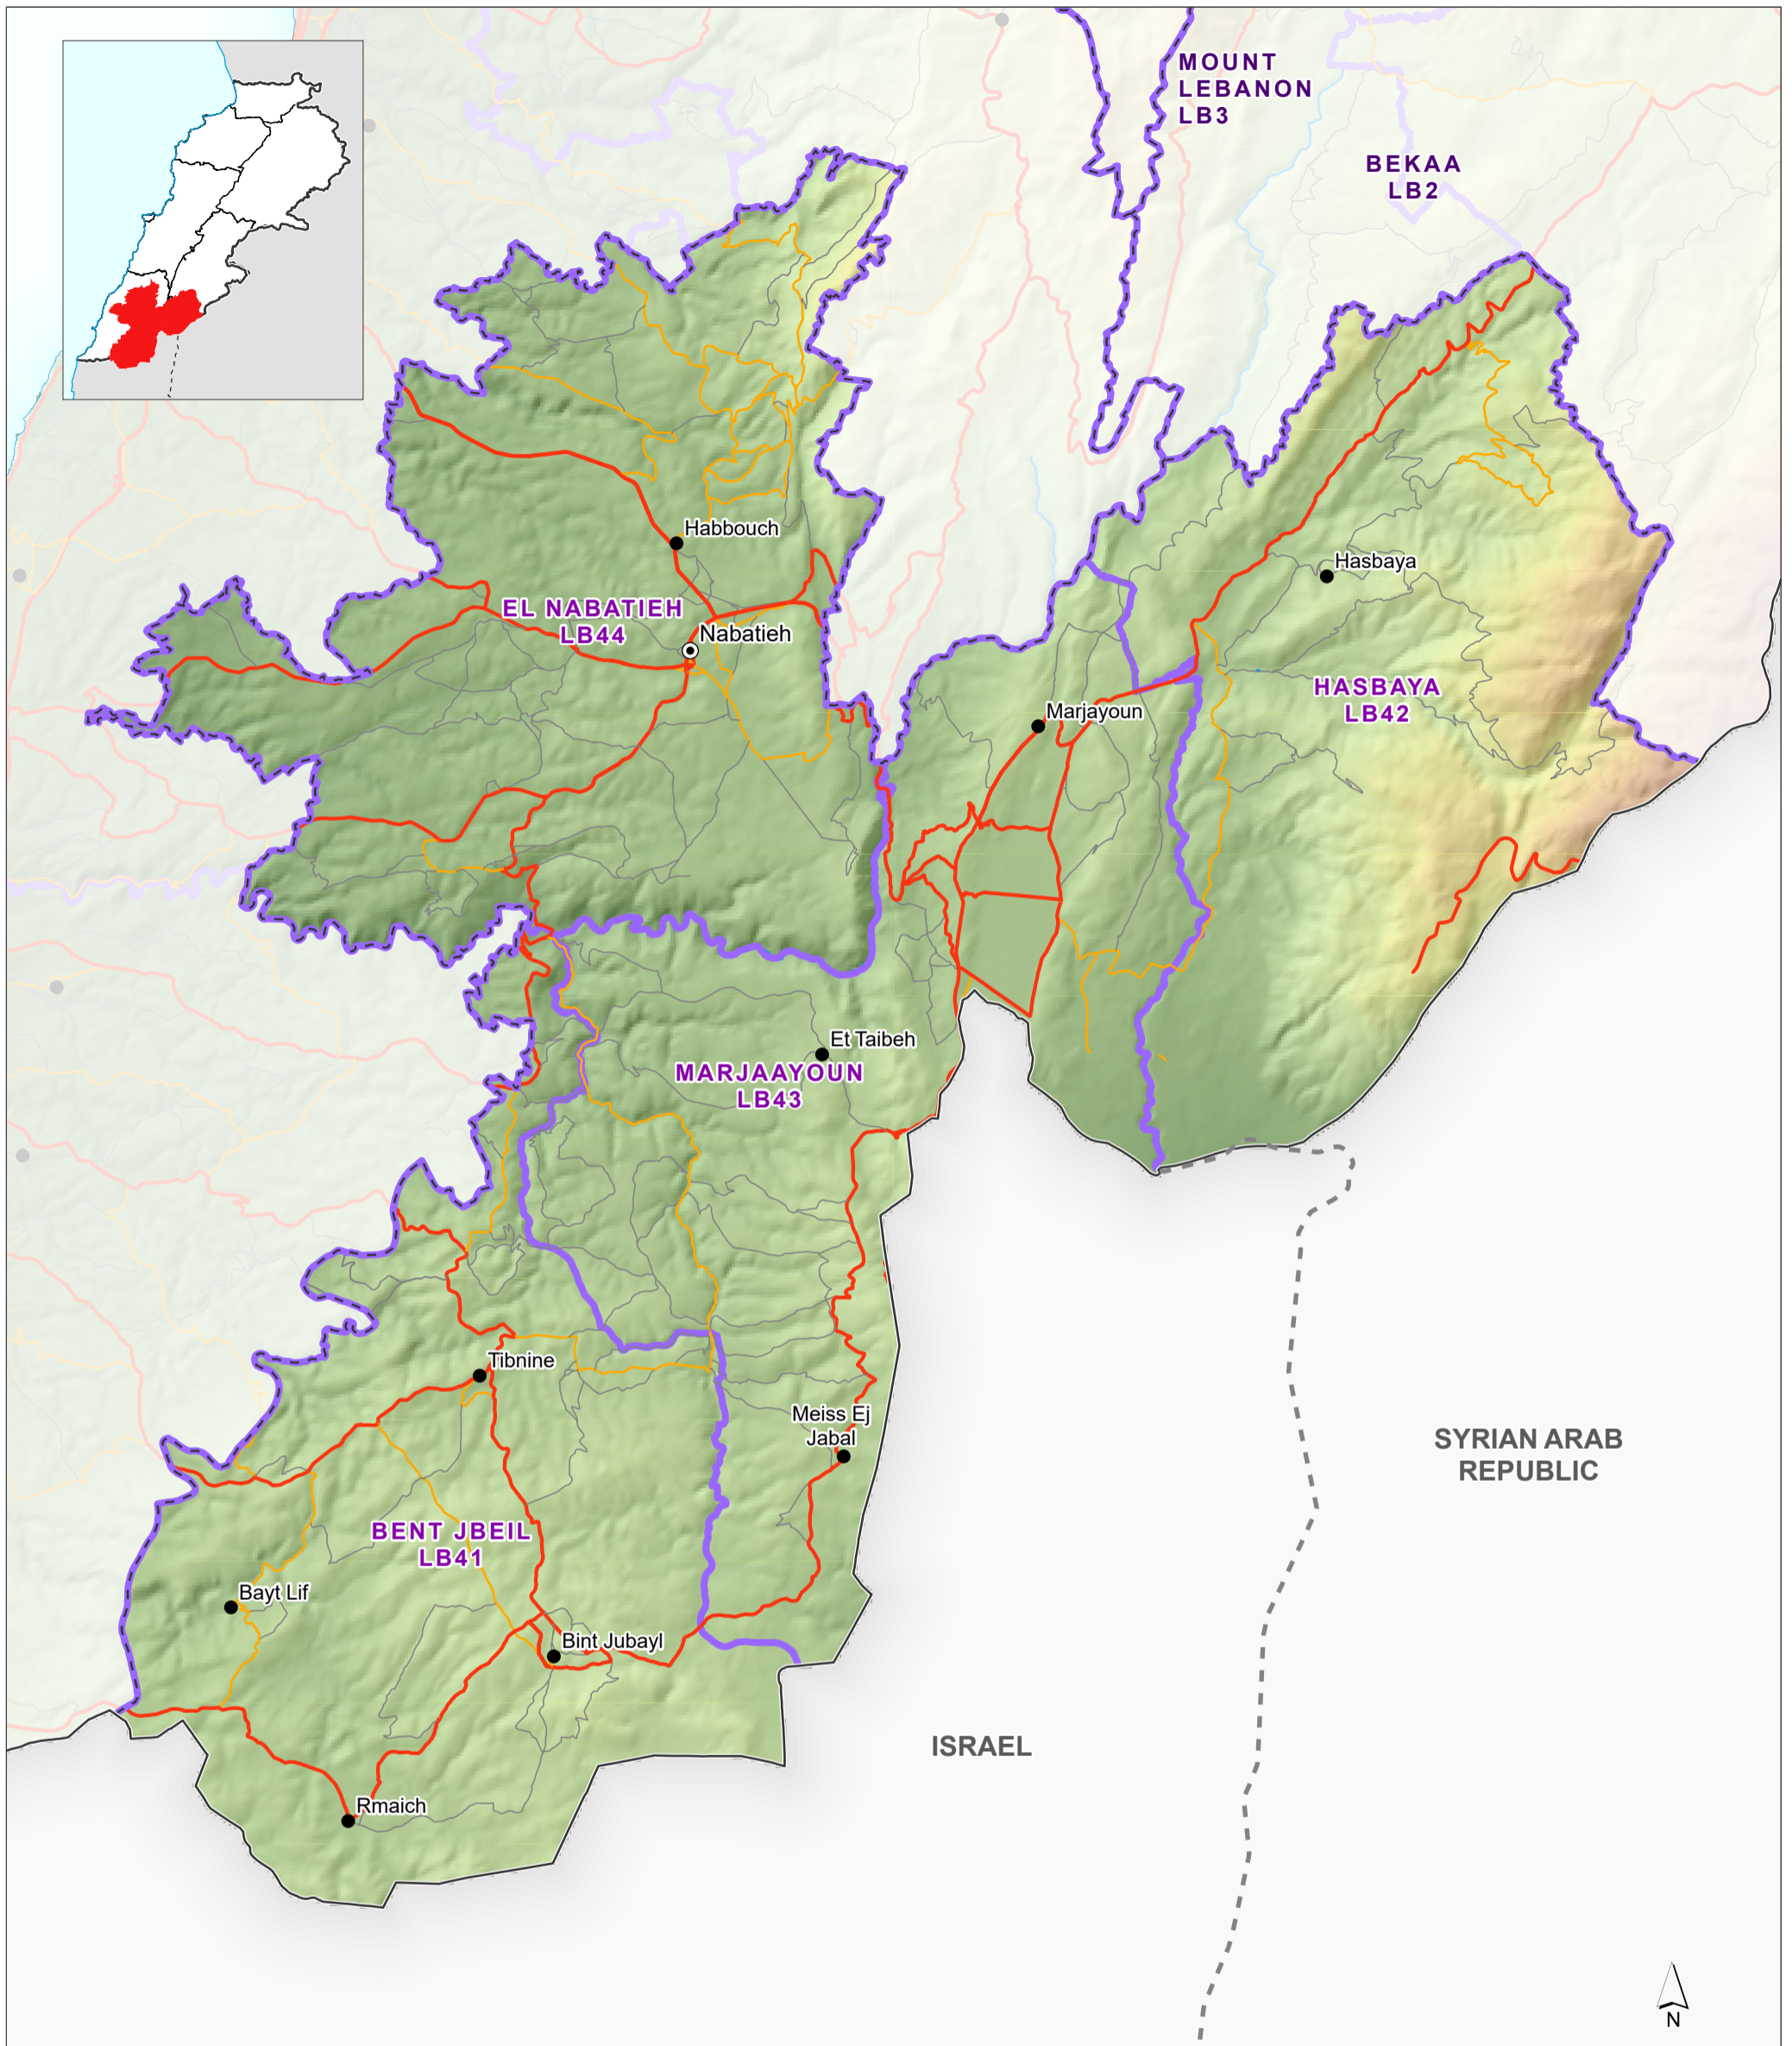 MOUNT
LEBANON
LB3
BEKAA
LB2
Habbouch
Hasbaya
EL NABATIEH
LB44
Nabatieh
HASBAYA
LB42
Marjayoun
Et Taibeh
MARJAAYOUN
LB43
Tibnine
Meiss Ej
Jabal
SYRIAN ARAB
REPUBLIC
BENT JBEIL
LB41
Bayt Lif
Bint Jubayl
ISRAEL
Rmaich
N